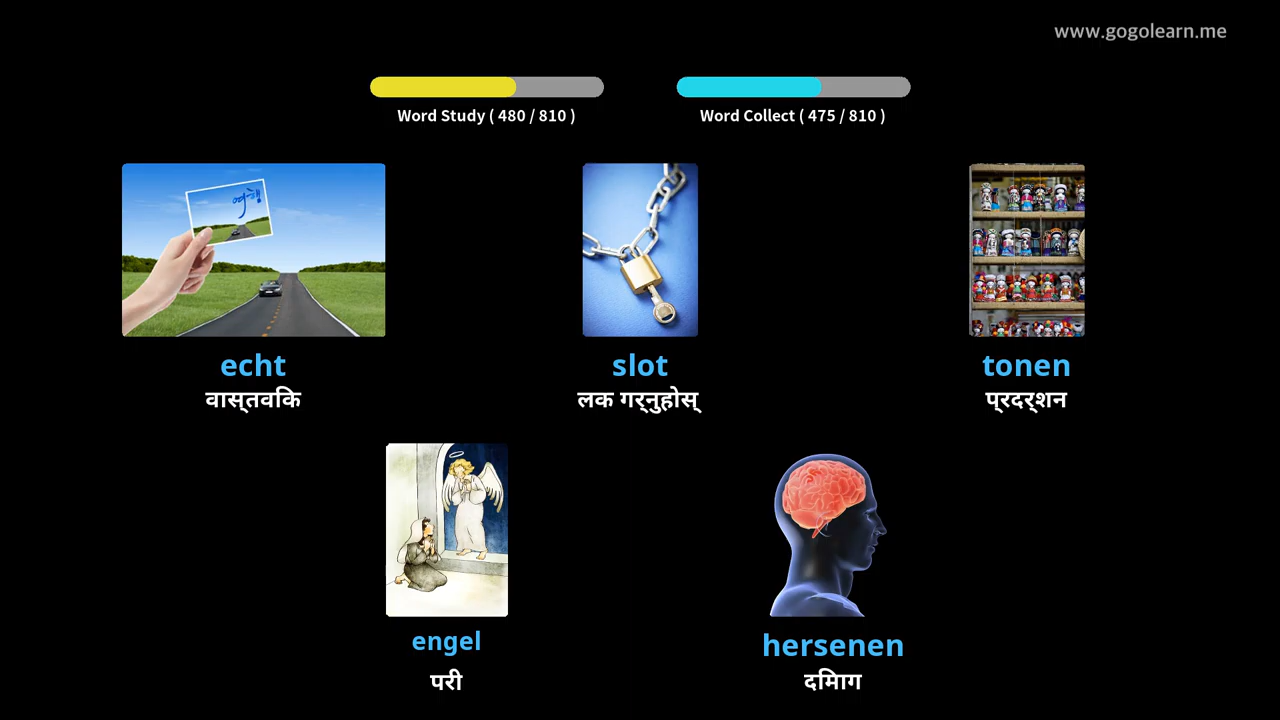 www.gogolearn.me
Word Study ( 480 / 810 )
Word Collect ( 475 / 810 )
echt
वास्तविक
slot
लक गर्नुहोस्
tonen
प्रदर्शन
engel
परी
hersenen
दिमाग